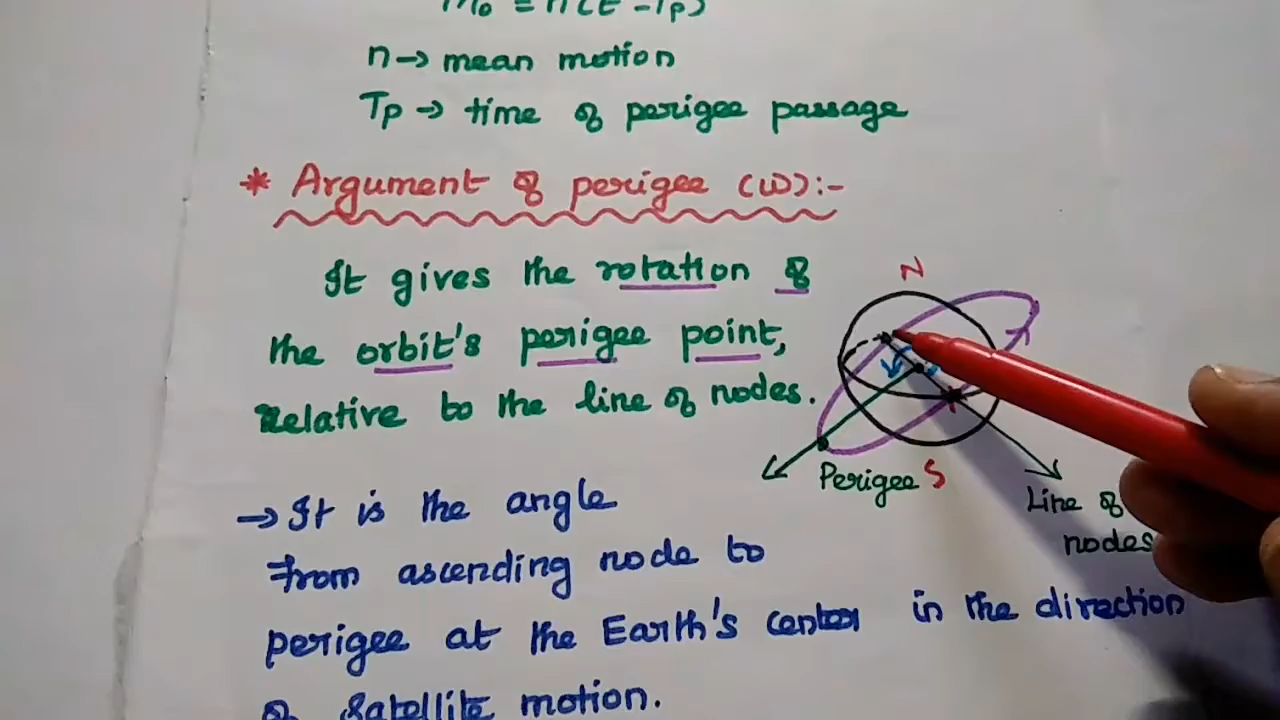 M₀ = n(t - Tp)
n → mean motion
Tp → time of perigee passage
* Argument of perigee (ω):-
It gives the rotation of
the orbit's perigee point,
Relative to the line of nodes.
N
Perigee S
Line of
nodes
→ It is the angle
from ascending node to
perigee at the Earth's center in the direction
of satellite motion.